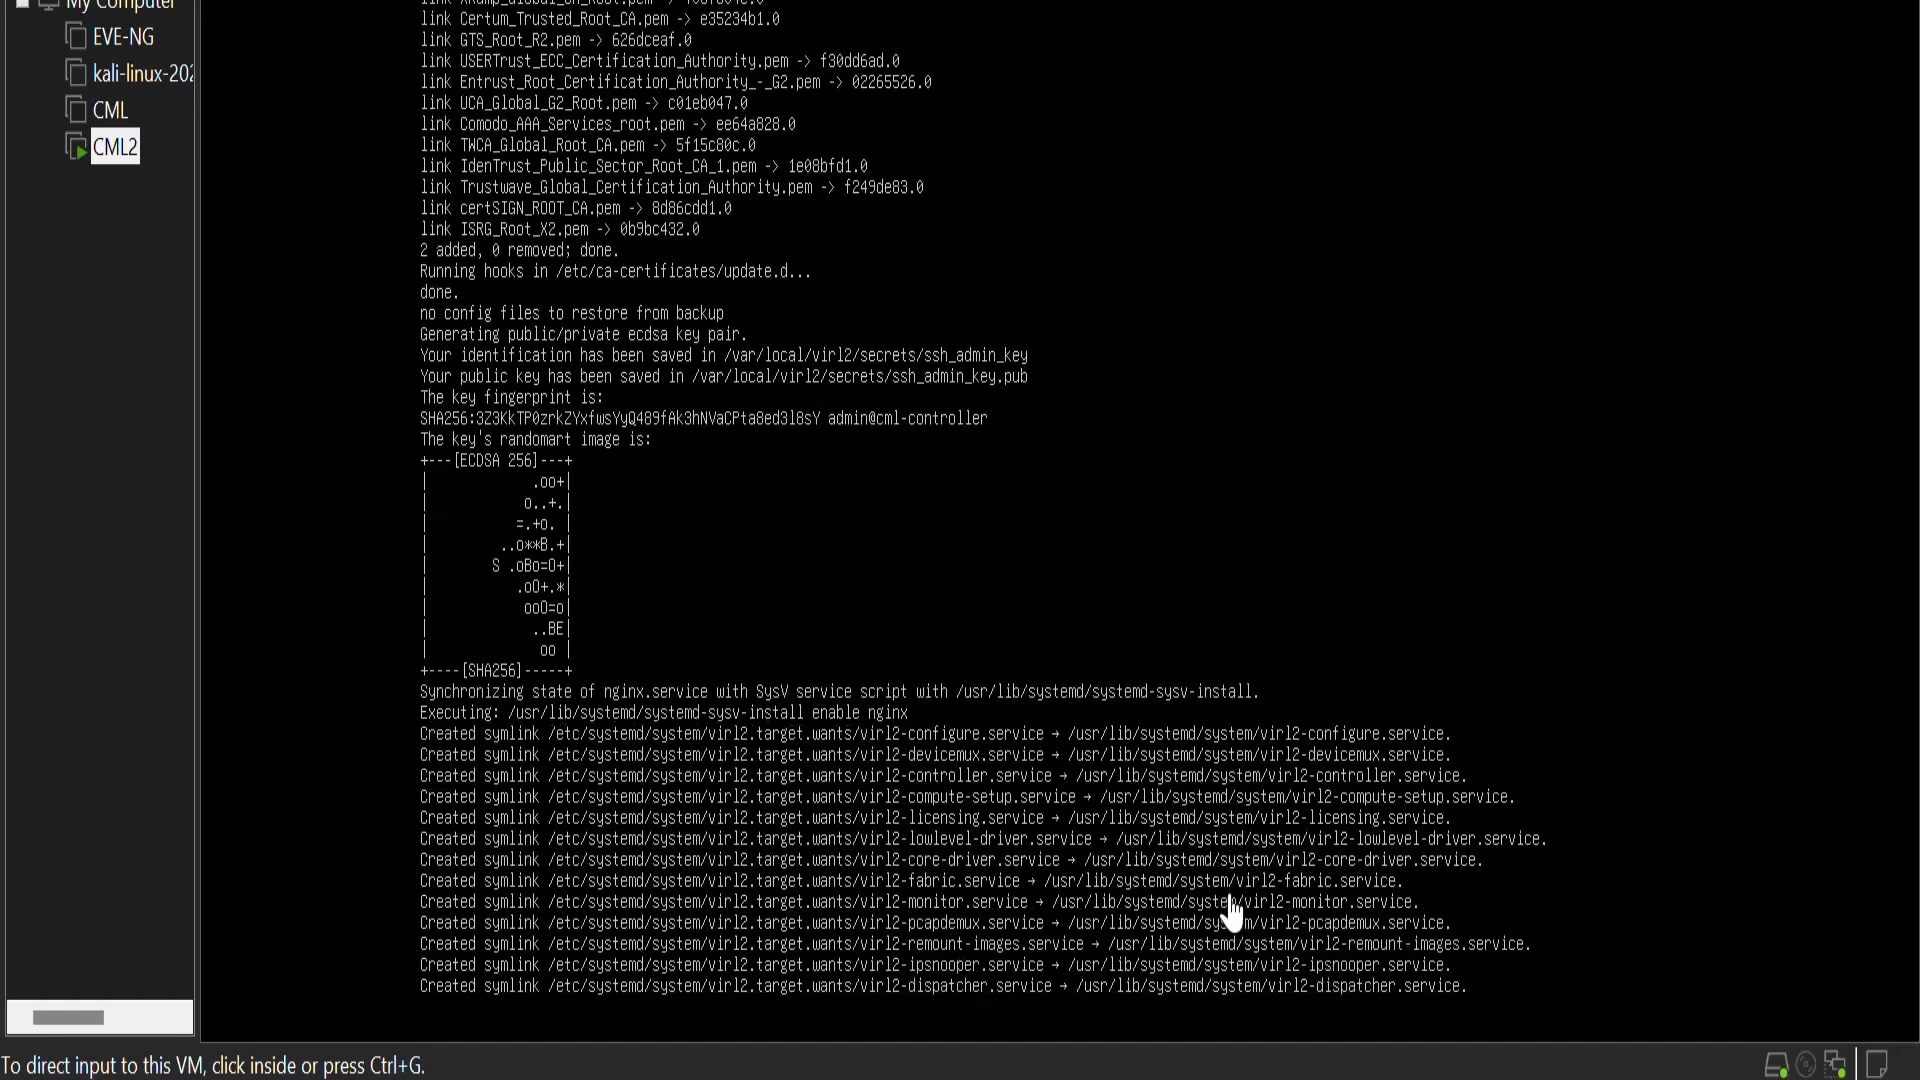 My Computer
EVE-NG
kali-linux-202
CML
CML2
link Certum_Trusted_Root_CA.pem -> e35234b1.0
link GTS_Root_R2.pem -> 626dceaf.0
link USERTrust_ECC_Certification_Authority.pem -> f30dd6ad.0
link Entrust_Root_Certification_Authority_-_G2.pem -> 02265526.0
link UCA_Global_G2_Root.pem -> c01eb047.0
link Comodo_AAA_Services_root.pem -> ee64a828.0
link TWCA_Global_Root_CA.pem -> 5f15c80c.0
link IdenTrust_Public_Sector_Root_CA_1.pem -> 1e08bfd1.0
link Trustwave_Global_Certification_Authority.pem -> f249de83.0
link certSIGN_ROOT_CA.pem -> 8d86cdd1.0
link ISRG_Root_X2.pem -> 0b9bc432.0
2 added, 0 removed; done.
Running hooks in /etc/ca-certificates/update.d...
done.
no config files to restore from backup
Generating public/private ecdsa key pair.
Your identification has been saved in /var/local/virl2/secrets/ssh_admin_key
Your public key has been saved in /var/local/virl2/secrets/ssh_admin_key.pub
The key fingerprint is:
SHA256:3Z3KkTP0zrkZYxfwsYyQ489fAk3hNVaCPta8ed3l8sY admin@cml-controller
The key's randomart image is:
+---[ECDSA 256]---+
|             .oo+|
|            o..+.|
|           =.+o. |
|         ..o**B.+|
|        S .oBo=O+|
|           .oO+.*|
|            ooO=o|
|             ..BE|
|              oo |
+----[SHA256]-----+
Synchronizing state of nginx.service with SysV service script with /usr/lib/systemd/systemd-sysv-install.
Executing: /usr/lib/systemd/systemd-sysv-install enable nginx
Created symlink /etc/systemd/system/virl2.target.wants/virl2-configure.service → /usr/lib/systemd/system/virl2-configure.service.
Created symlink /etc/systemd/system/virl2.target.wants/virl2-devicemux.service → /usr/lib/systemd/system/virl2-devicemux.service.
Created symlink /etc/systemd/system/virl2.target.wants/virl2-controller.service → /usr/lib/systemd/system/virl2-controller.service.
Created symlink /etc/systemd/system/virl2.target.wants/virl2-compute-setup.service → /usr/lib/systemd/system/virl2-compute-setup.service.
Created symlink /etc/systemd/system/virl2.target.wants/virl2-licensing.service → /usr/lib/systemd/system/virl2-licensing.service.
Created symlink /etc/systemd/system/virl2.target.wants/virl2-lowlevel-driver.service → /usr/lib/systemd/system/virl2-lowlevel-driver.service.
Created symlink /etc/systemd/system/virl2.target.wants/virl2-core-driver.service → /usr/lib/systemd/system/virl2-core-driver.service.
Created symlink /etc/systemd/system/virl2.target.wants/virl2-fabric.service → /usr/lib/systemd/system/virl2-fabric.service.
Created symlink /etc/systemd/system/virl2.target.wants/virl2-monitor.service → /usr/lib/systemd/system/virl2-monitor.service.
Created symlink /etc/systemd/system/virl2.target.wants/virl2-pcapdemux.service → /usr/lib/systemd/system/virl2-pcapdemux.service.
Created symlink /etc/systemd/system/virl2.target.wants/virl2-remount-images.service → /usr/lib/systemd/system/virl2-remount-images.service.
Created symlink /etc/systemd/system/virl2.target.wants/virl2-ipsnooper.service → /usr/lib/systemd/system/virl2-ipsnooper.service.
Created symlink /etc/systemd/system/virl2.target.wants/virl2-dispatcher.service → /usr/lib/systemd/system/virl2-dispatcher.service.
To direct input to this VM, click inside or press Ctrl+G.